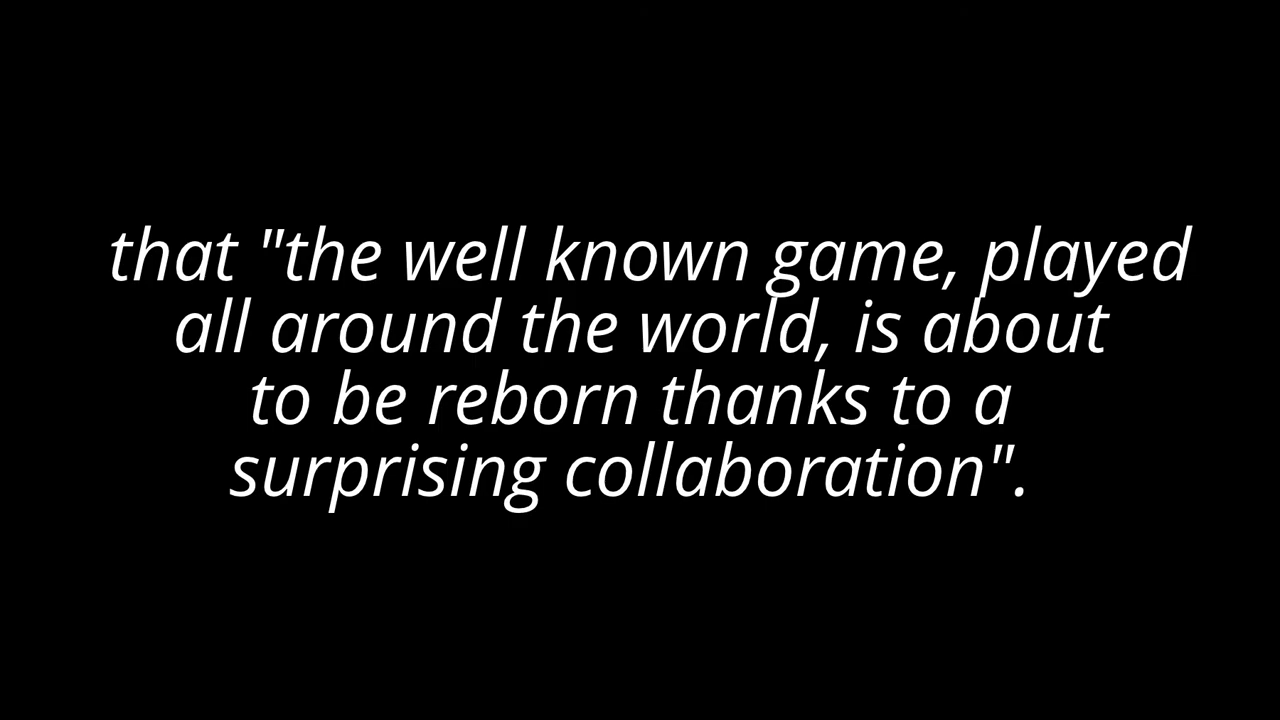 that "the well known game, played
all around the world, is about
to be reborn thanks to a
surprising collaboration".